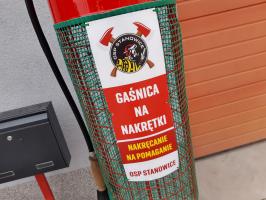 OSP STANOWICE
GAŚNICA
NA
NAKRĘTKI
NAKRĘCANIE
NA POMAGANIE
OSP STANOWICE